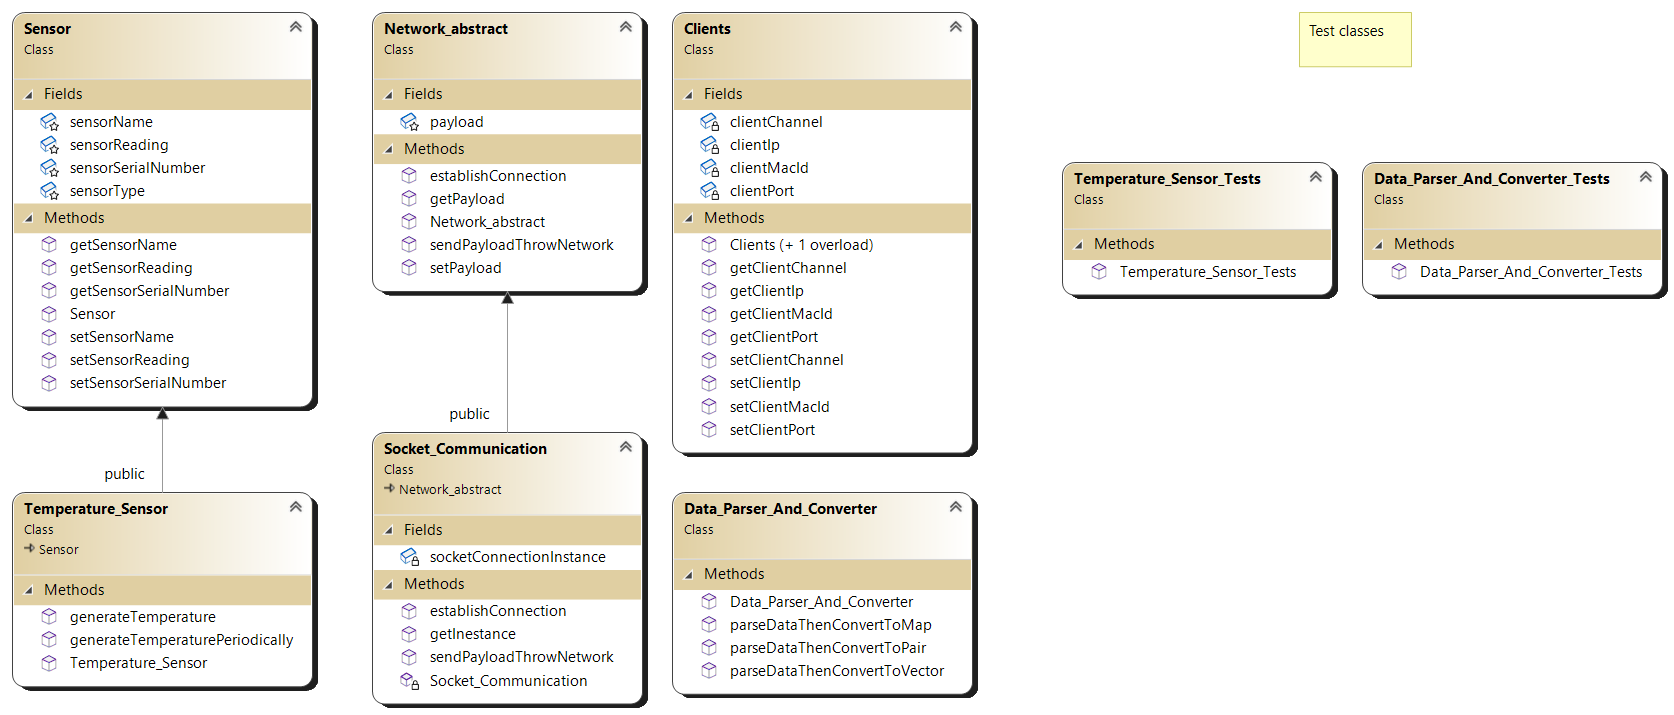 Sensor
Class
Fields
sensorName
sensorReading
sensorSerialNumber
sensorType
Methods
getSensorName
getSensorReading
getSensorSerialNumber
Sensor
setSensorName
setSensorReading
setSensorSerialNumber
public
Temperature_Sensor
Class
Sensor
Methods
generateTemperature
generateTemperaturePeriodically
Temperature_Sensor
Network_abstract
Class
Fields
payload
Methods
establishConnection
getPayload
Network_abstract
sendPayloadThrowNetwork
setPayload
public
Socket_Communication
Class
Network_abstract
Fields
socketConnectionInstance
Methods
establishConnection
getInestance
sendPayloadThrowNetwork
Socket_Communication
Clients
Class
Fields
clientChannel
clientIp
clientMacId
clientPort
Methods
Clients (+ 1 overload)
getClientChannel
getClientIp
getClientMacId
getClientPort
setClientChannel
setClientIp
setClientMacId
setClientPort
Data_Parser_And_Converter
Class
Methods
Data_Parser_And_Converter
parseDataThenConvertToMap
parseDataThenConvertToPair
parseDataThenConvertToVector
Test classes
Temperature_Sensor_Tests
Class
Methods
Temperature_Sensor_Tests
Data_Parser_And_Converter_Tests
Class
Methods
Data_Parser_And_Converter_Tests